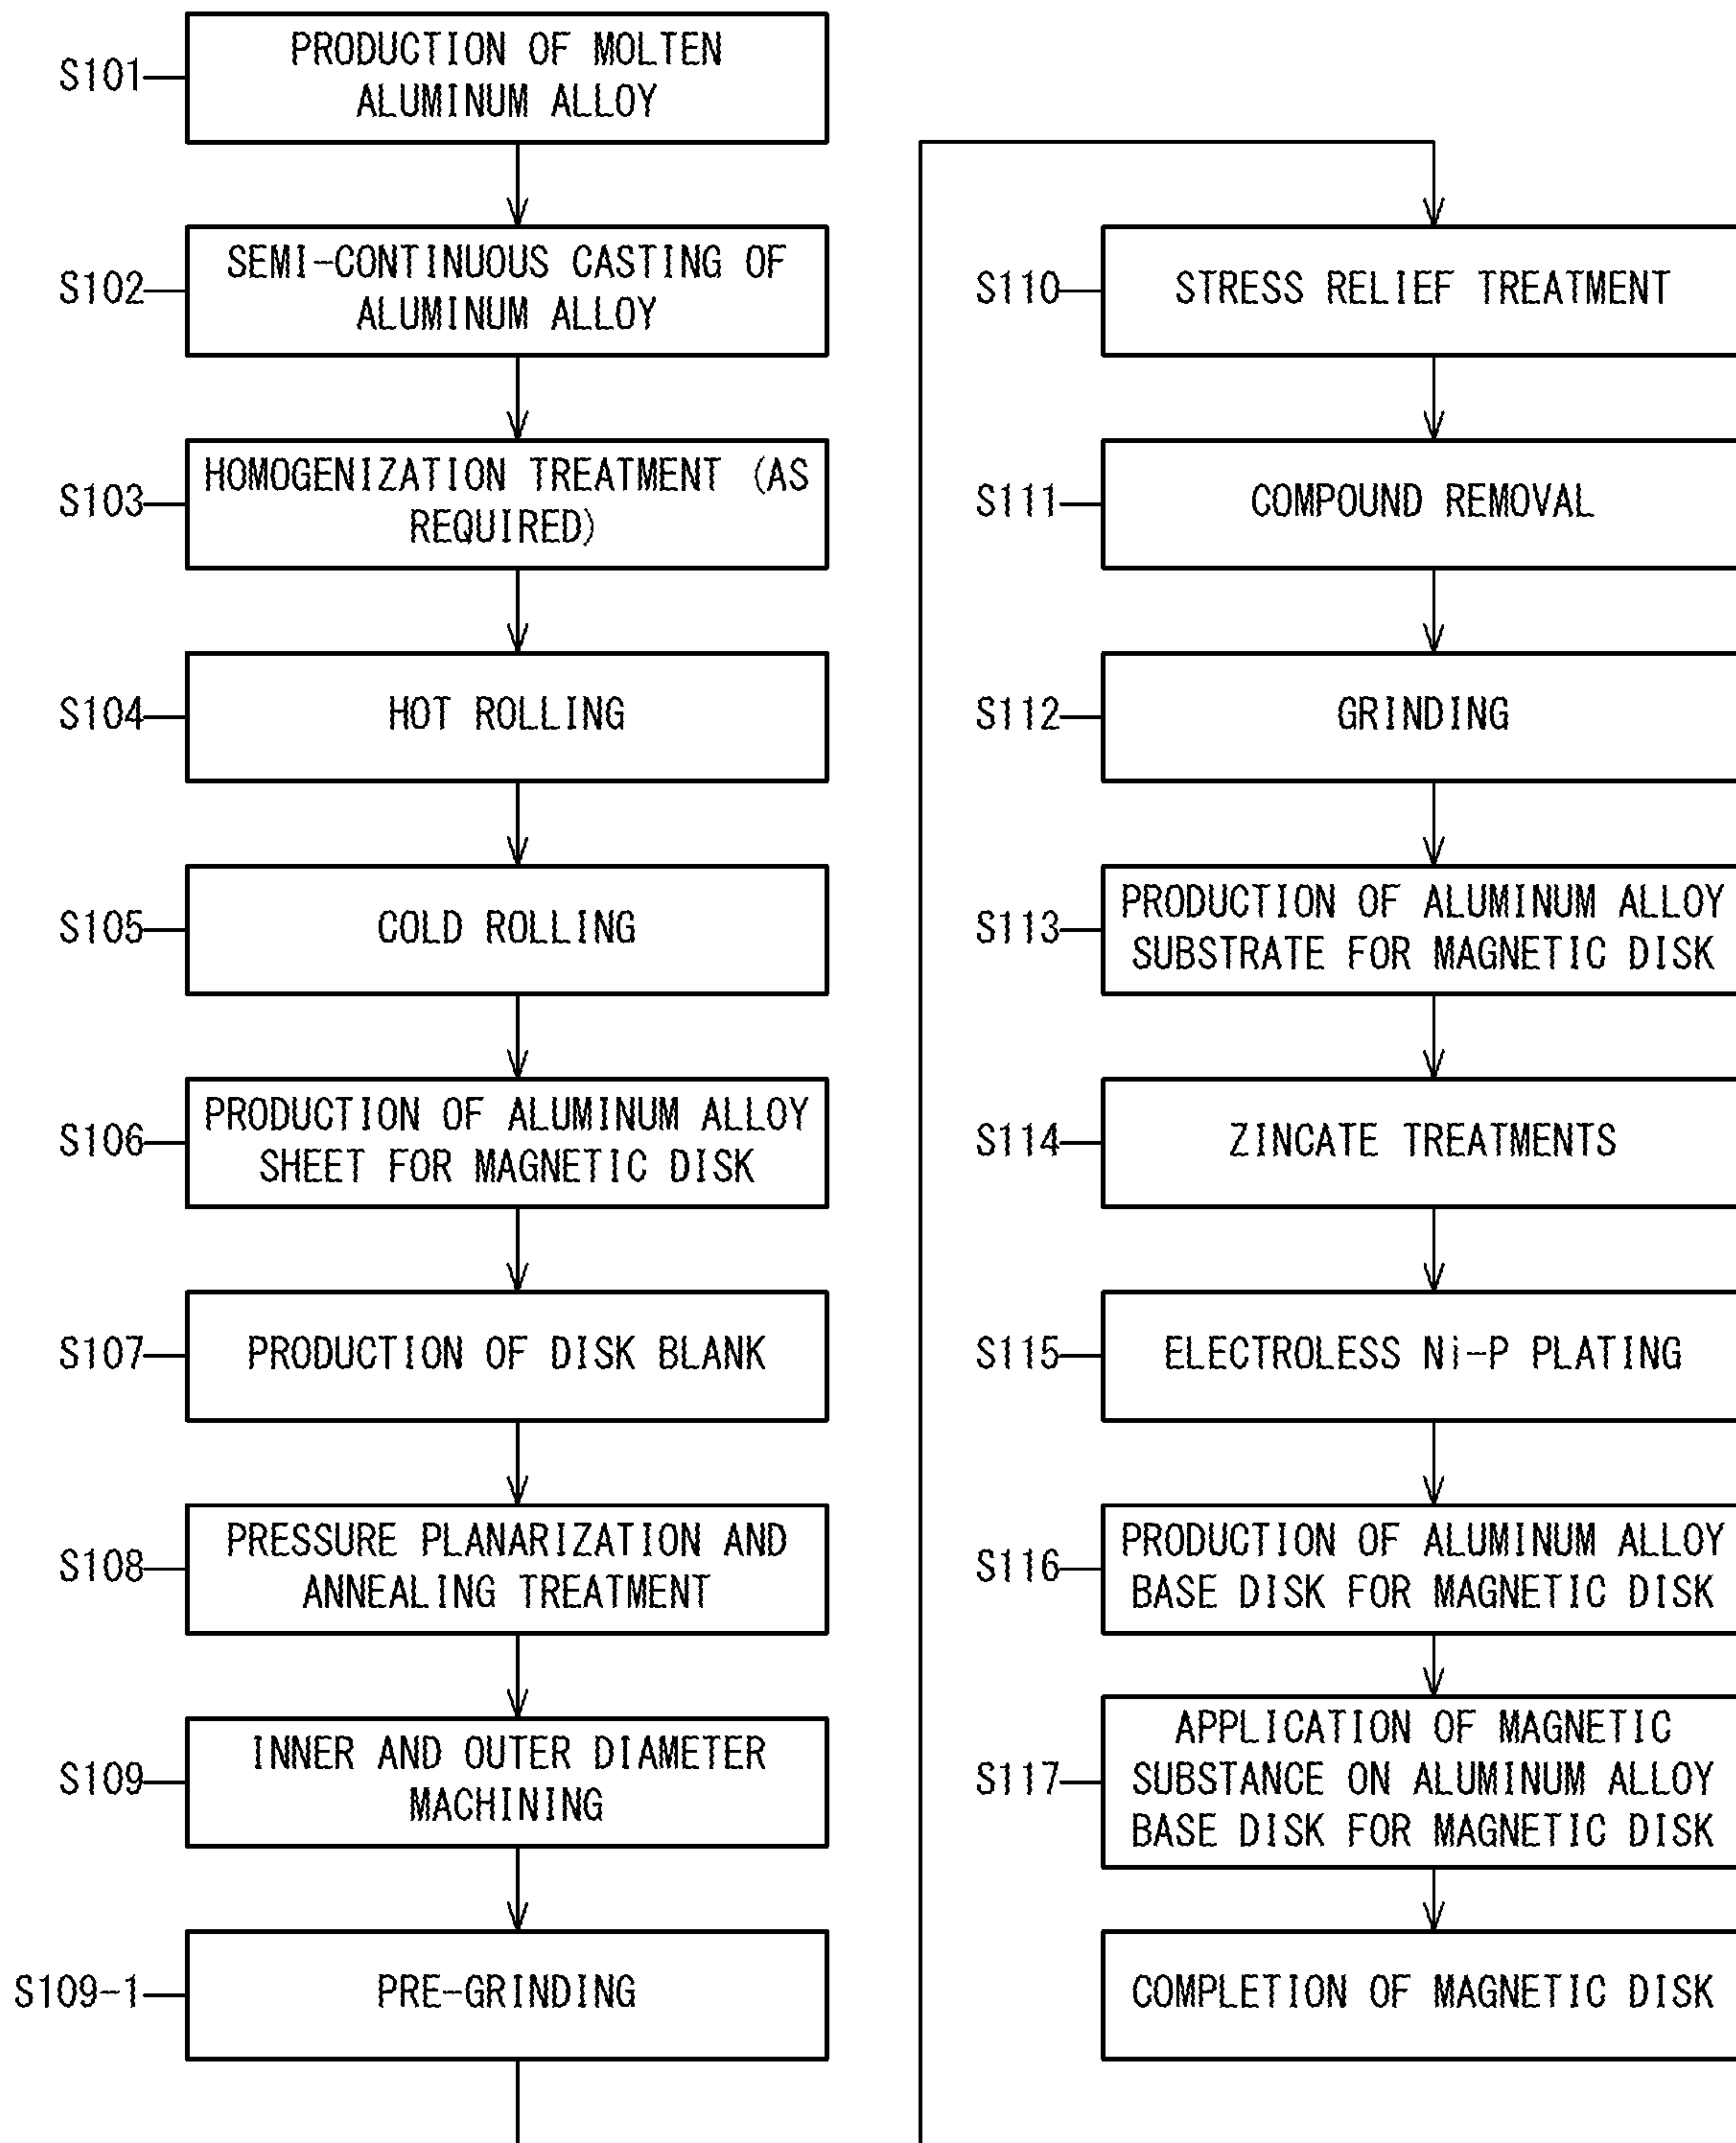 S101
PRODUCTION OF MOLTEN
ALUMINUM ALLOY
S102
SEMI-CONTINUOUS CASTING OF
ALUMINUM ALLOY
S103
HOMOGENIZATION TREATMENT (AS
REQUIRED)
S104
HOT ROLLING
S105
COLD ROLLING
S106
PRODUCTION OF ALUMINUM ALLOY
SHEET FOR MAGNETIC DISK
S107
PRODUCTION OF DISK BLANK
S108
PRESSURE PLANARIZATION AND
ANNEALING TREATMENT
S109
INNER AND OUTER DIAMETER
MACHINING
S109-1
PRE-GRINDING
S110
STRESS RELIEF TREATMENT
S111
COMPOUND REMOVAL
S112
GRINDING
S113
PRODUCTION OF ALUMINUM ALLOY
SUBSTRATE FOR MAGNETIC DISK
S114
ZINCATE TREATMENTS
S115
ELECTROLESS Ni-P PLATING
S116
PRODUCTION OF ALUMINUM ALLOY
BASE DISK FOR MAGNETIC DISK
S117
APPLICATION OF MAGNETIC
SUBSTANCE ON ALUMINUM ALLOY
BASE DISK FOR MAGNETIC DISK
COMPLETION OF MAGNETIC DISK